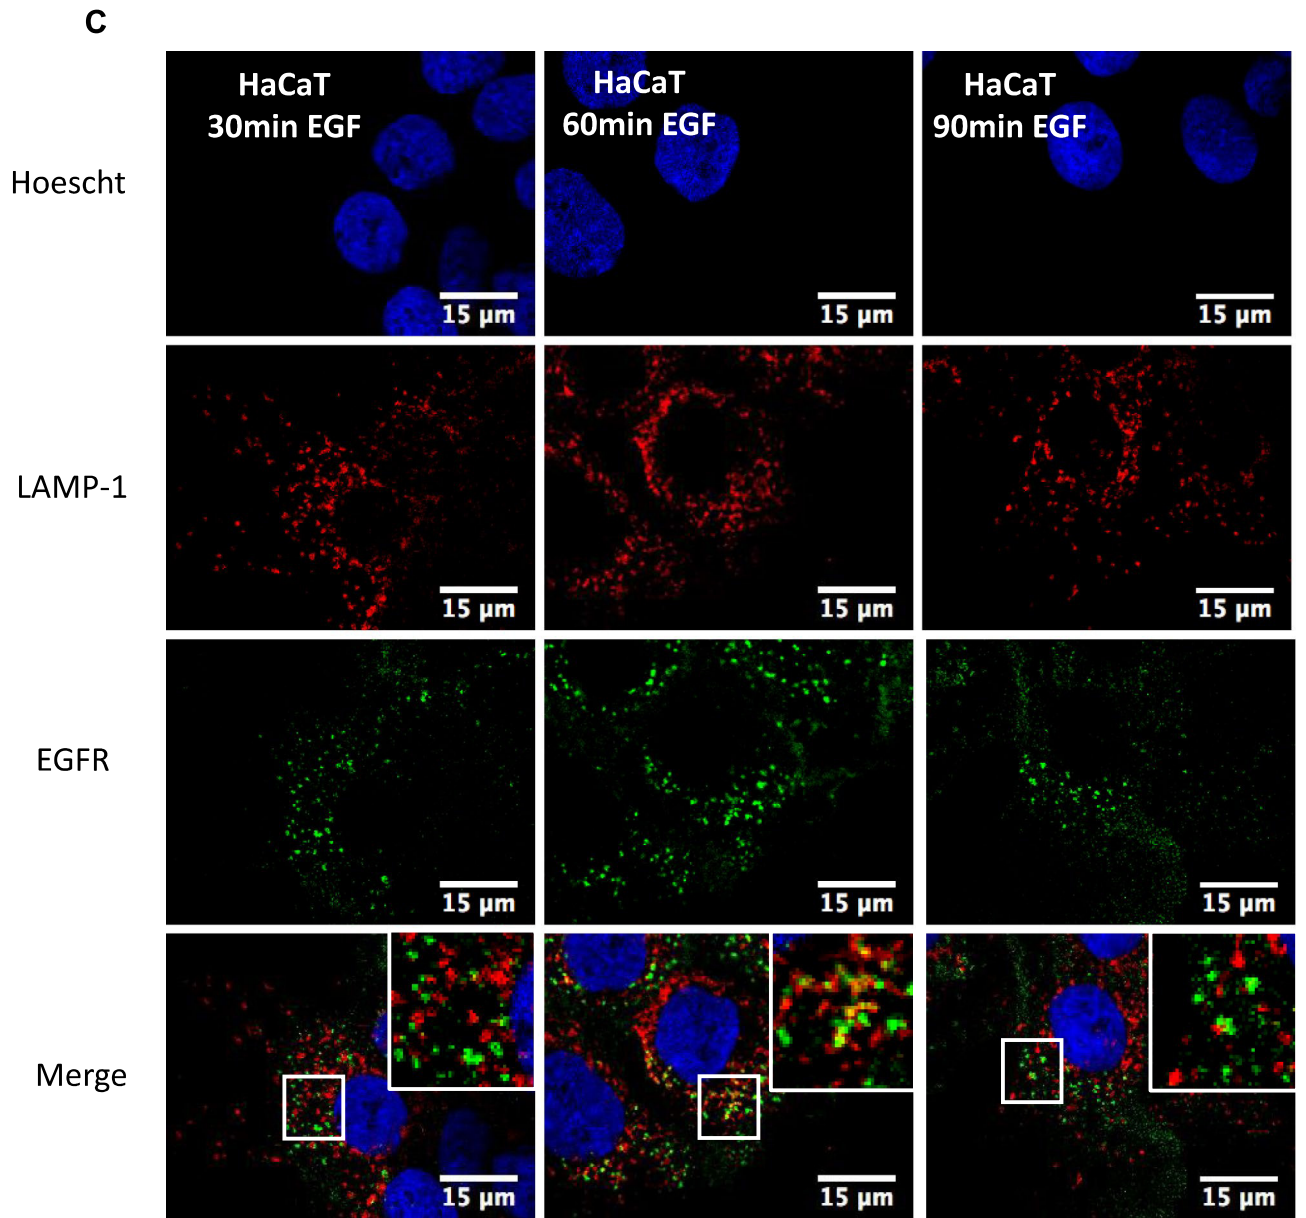 C
HaCaT
30min EGF
HaCaT
60min EGF
HaCaT
90min EGF
Hoescht
15 µm
15 µm
15 µm
LAMP-1
15 µm
15 µm
15 µm
EGFR
15 µm
15 µm
15 µm
Merge
15 µm
15 µm
15 µm